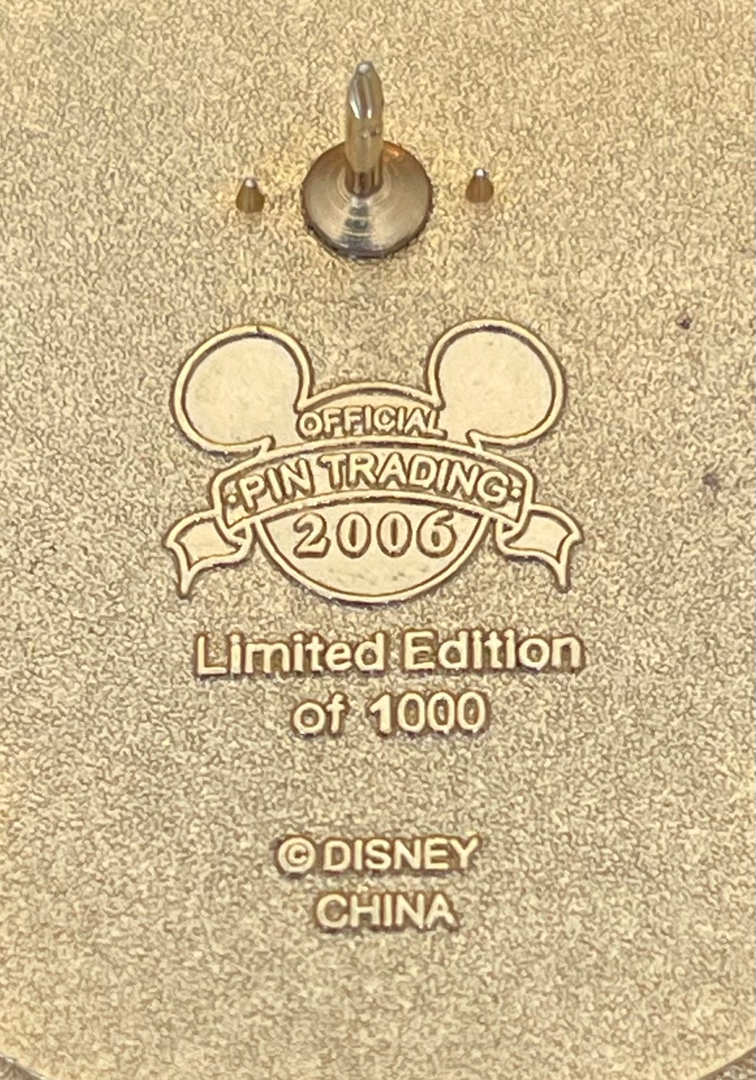 OFFICIAL
·PIN TRADING·
2006
Limited Edition
of 1000
© DISNEY
CHINA